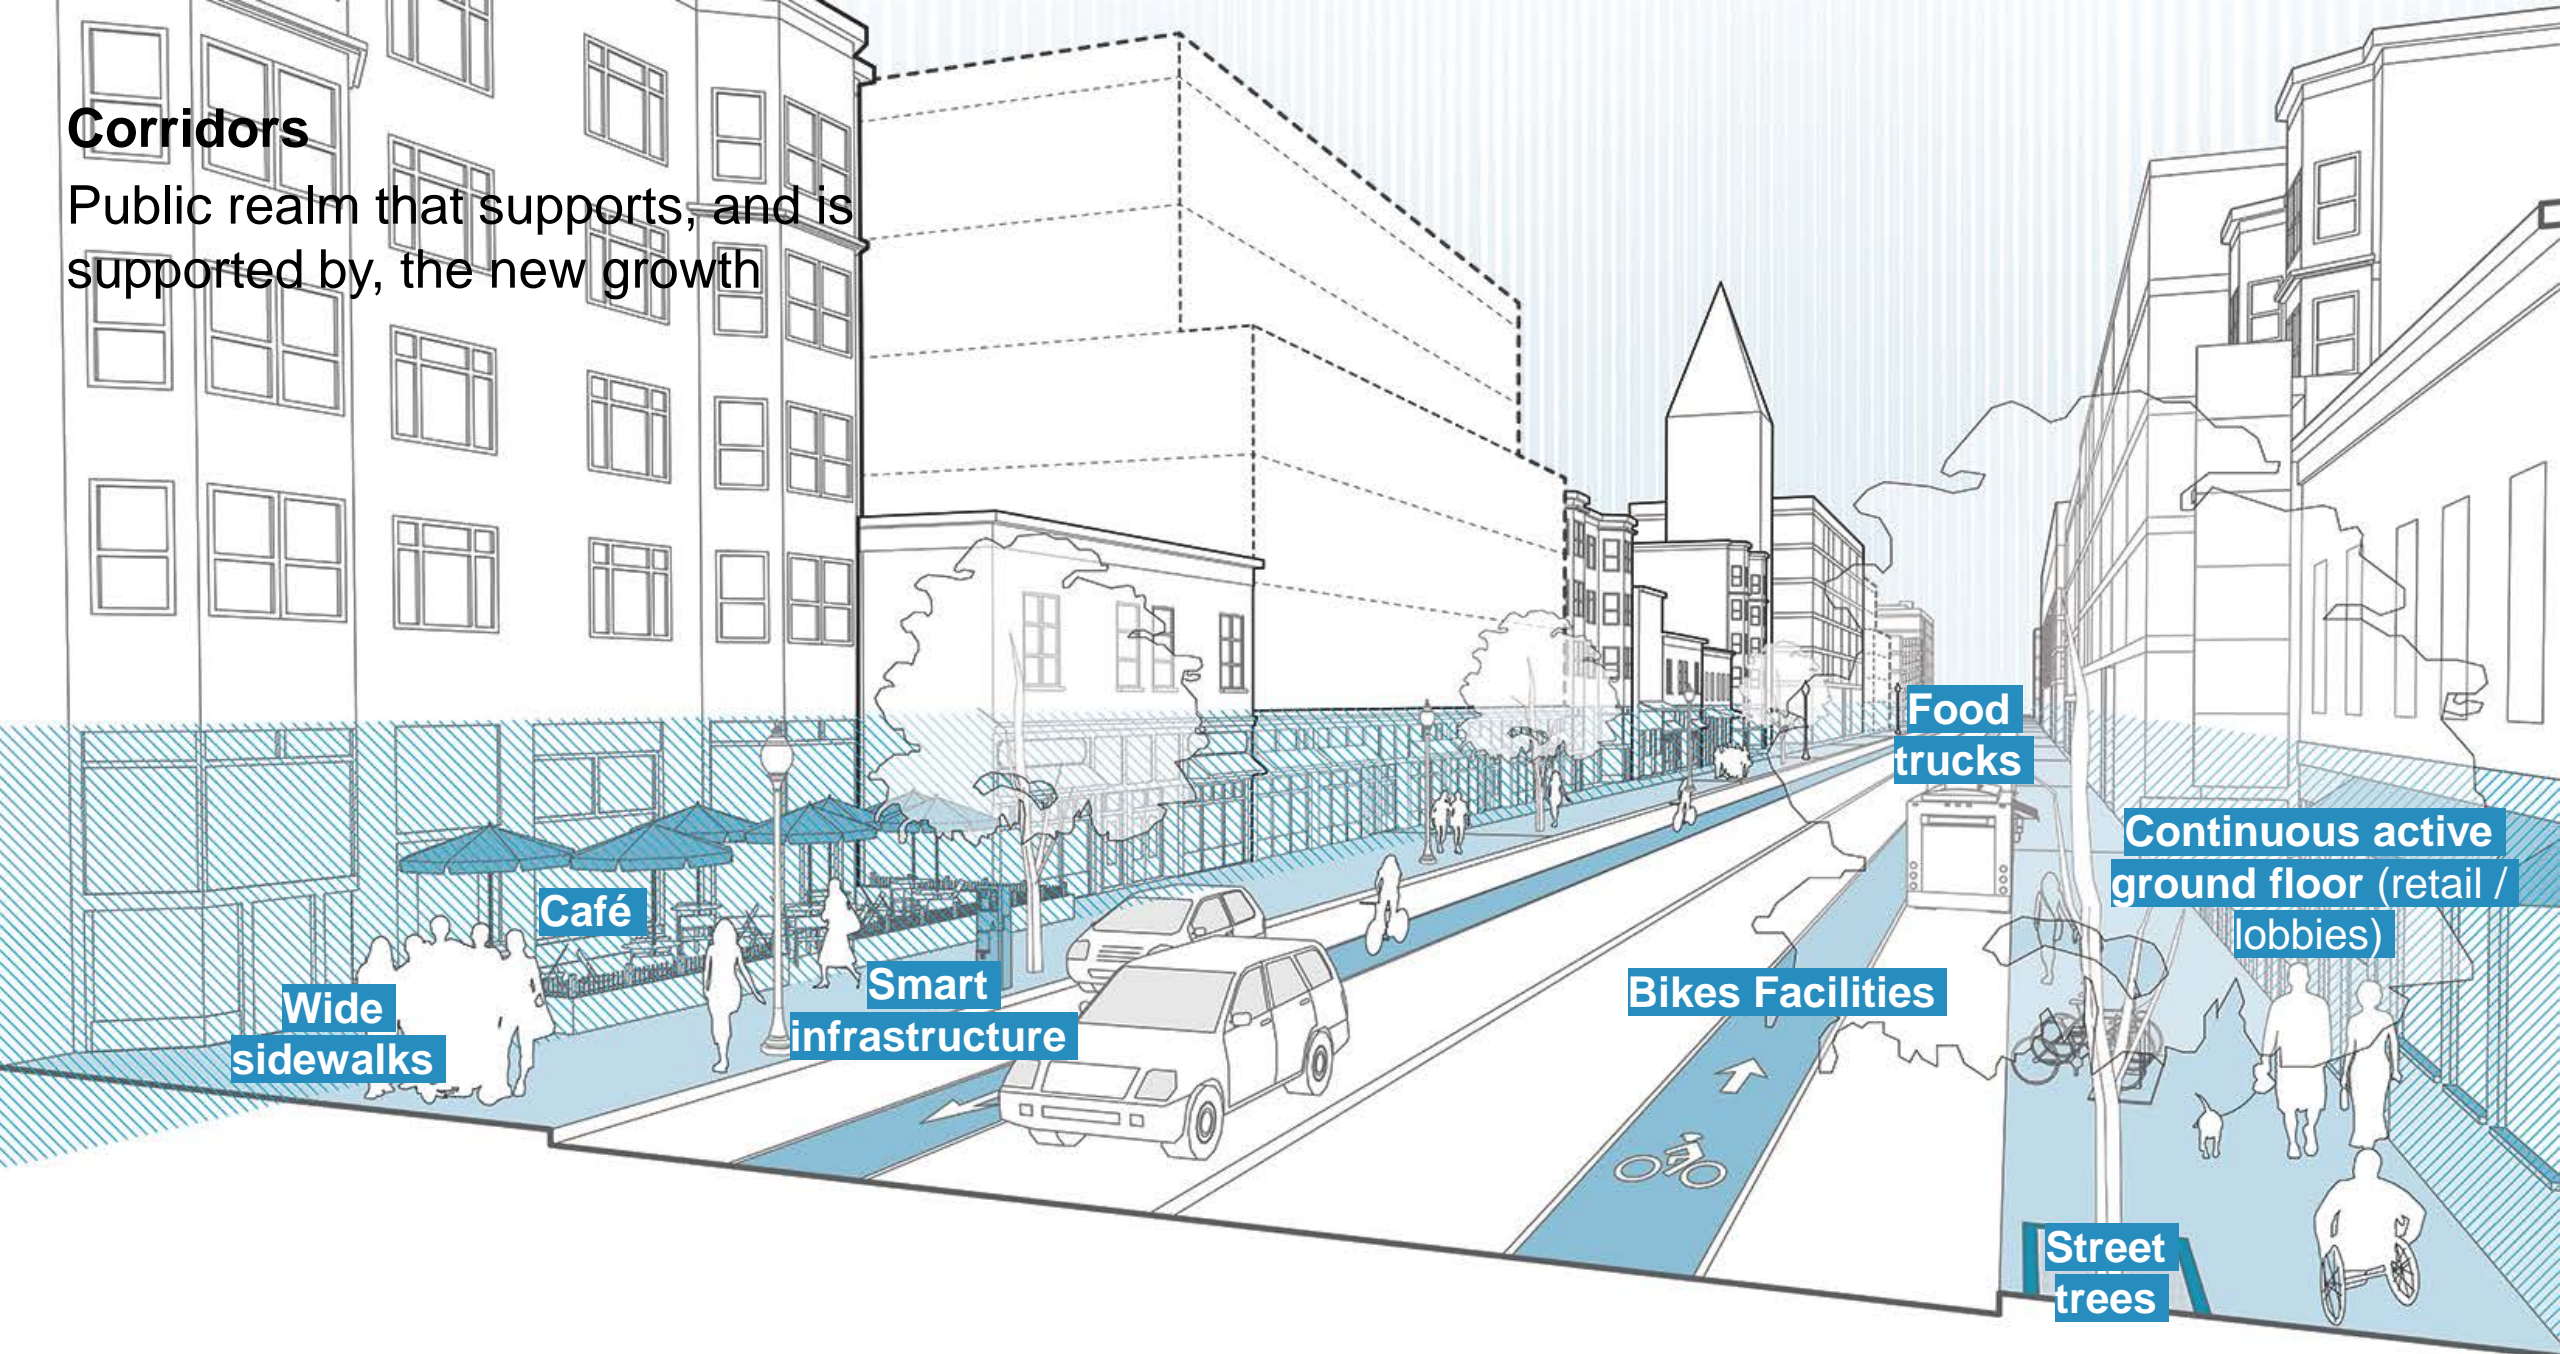 Corridors
Public realm that supports, and is
supported by, the new growth
Food
trucks
Continuous active
ground floor (retail /
lobbies)
Café
Smart
infrastructure
Bikes Facilities
Wide
sidewalks
Street
trees